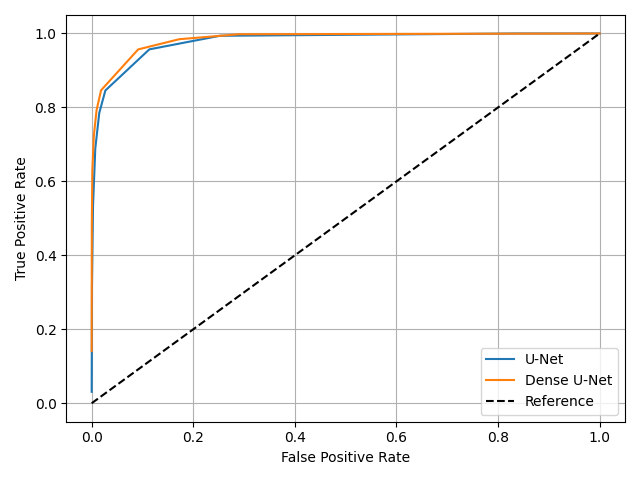 1.0
0.8
0.6
0.4
0.2
0.0
True Positive Rate
0.0 0.2 0.4 0.6 0.8 1.0
False Positive Rate
U-Net
Dense U-Net
Reference